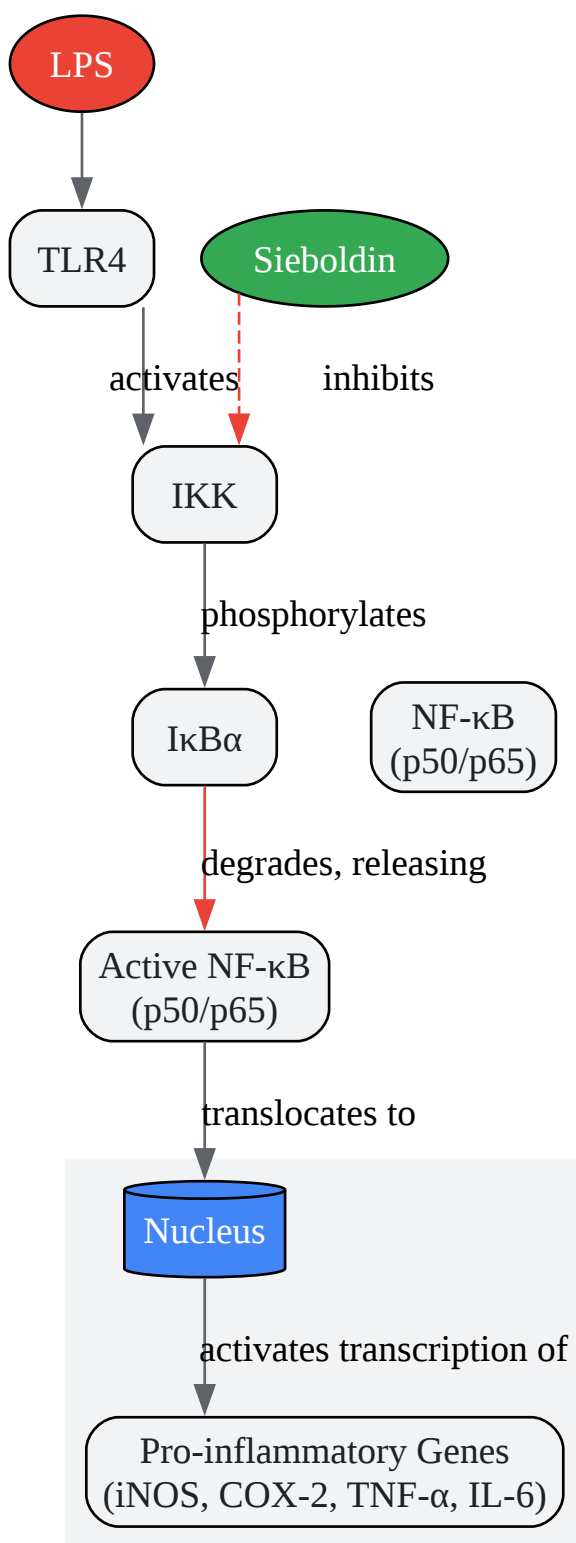 LPS
TLR4
Sieboldin
activates
inhibits
IKK
phosphorylates
IκBα
NF-κB
(p50/p65)
degrades, releasing
Active NF-κB
(p50/p65)
translocates to
Nucleus
activates transcription of
Pro-inflammatory Genes
(iNOS, COX-2, TNF-α, IL-6)